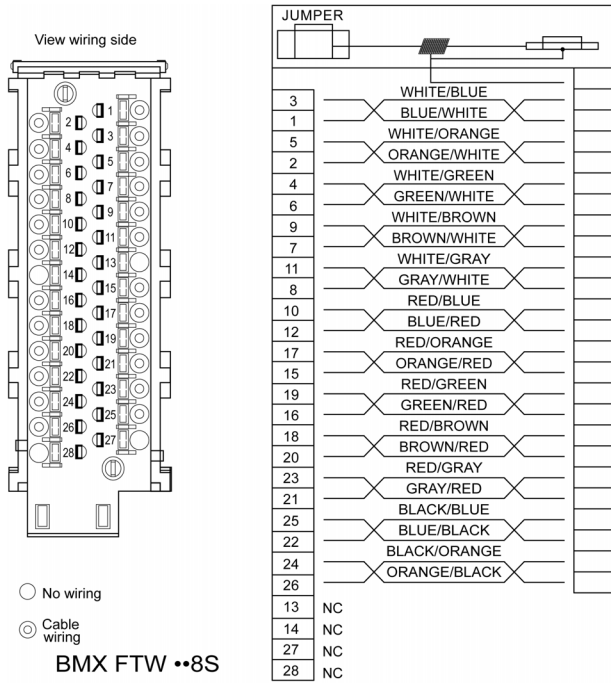 View wiring side
1
2
3
4
5
6
7
8
9
10
11
12
13
14
15
16
17
18
19
20
21
22
23
24
25
26
27
28
No wiring
Cable
wiring
BMX FTW ••8S
JUMPER
WHITE/BLUE
3
BLUE/WHITE
1
WHITE/ORANGE
5
ORANGE/WHITE
2
WHITE/GREEN
4
GREEN/WHITE
6
WHITE/BROWN
9
BROWN/WHITE
7
WHITE/GRAY
11
GRAY/WHITE
8
RED/BLUE
10
BLUE/RED
12
RED/ORANGE
17
ORANGE/RED
15
RED/GREEN
19
GREEN/RED
16
RED/BROWN
18
BROWN/RED
20
RED/GRAY
23
GRAY/RED
21
BLACK/BLUE
25
BLUE/BLACK
22
BLACK/ORANGE
24
ORANGE/BLACK
26
13 NC
14 NC
27 NC
28 NC